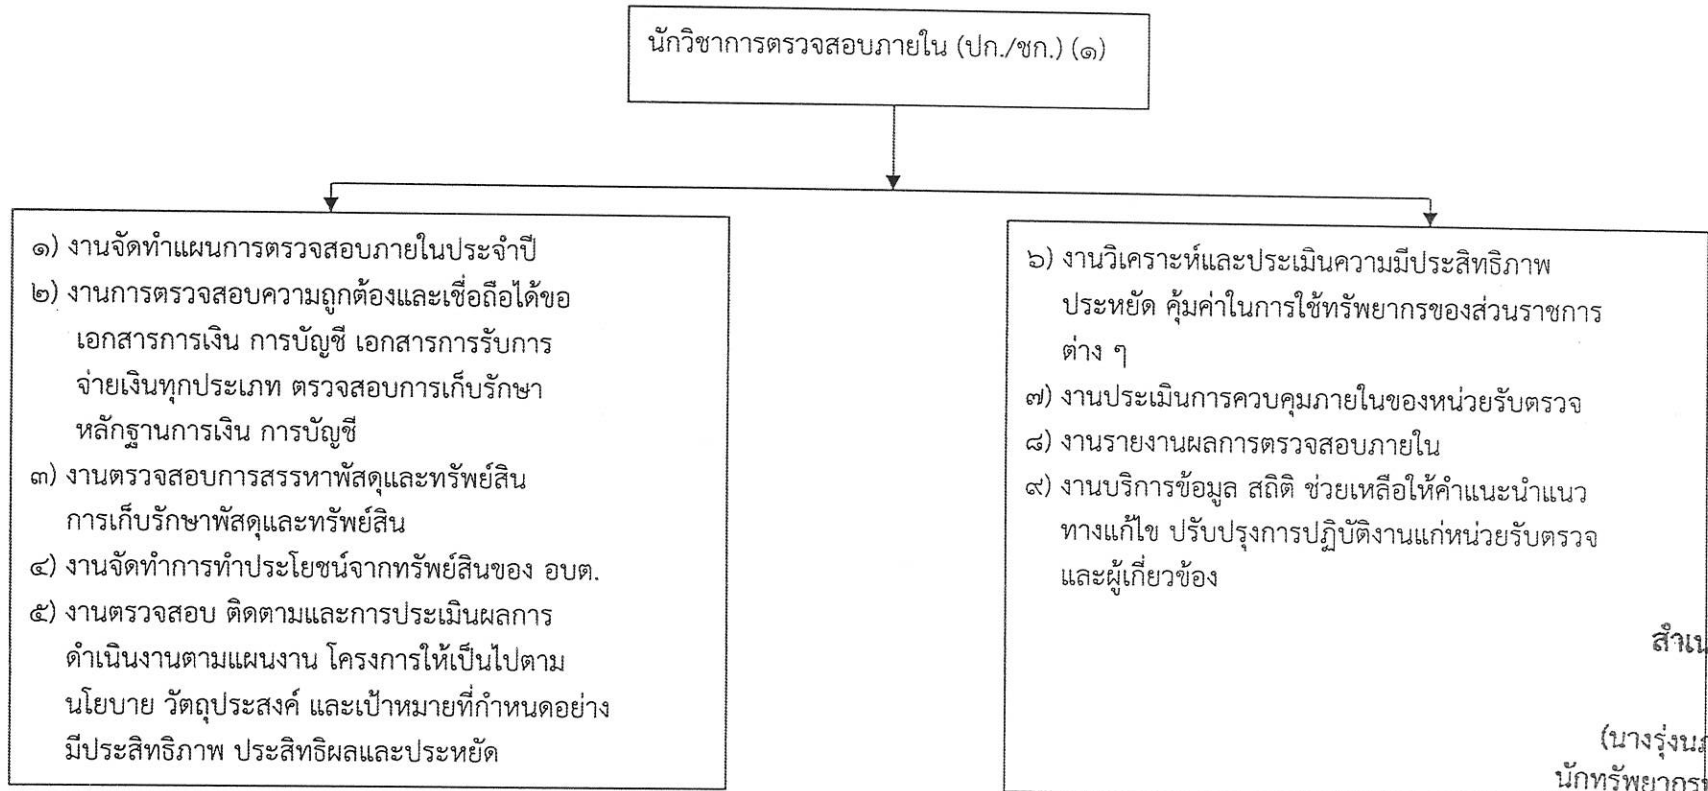 นักวิชาการตรวจสอบภายใน (ปก./ชก.) (๑)
๑) งานจัดทำแผนการตรวจสอบภายในประจำปี
๒) งานการตรวจสอบความถูกต้องและเชื่อถือได้ขอ
เอกสารการเงิน การบัญชี เอกสารการรับการ
จ่ายเงินทุกประเภท ตรวจสอบการเก็บรักษา
หลักฐานการเงิน การบัญชี
๓) งานตรวจสอบการสรรหาพัสดุและทรัพย์สิน
การเก็บรักษาพัสดุและทรัพย์สิน
๔) งานจัดทำการทำประโยชน์จากทรัพย์สินของ อบต.
๕) งานตรวจสอบ ติดตามและการประเมินผลการ
ดำเนินงานตามแผนงาน โครงการให้เป็นไปตาม
นโยบาย วัตถุประสงค์ และเป้าหมายที่กำหนดอย่าง
มีประสิทธิภาพ ประสิทธิผลและประหยัด
๖) งานวิเคราะห์และประเมินความมีประสิทธิภาพ
ประหยัด คุ้มค่าในการใช้ทรัพยากรของส่วนราชการ
ต่าง ๆ
๗) งานประเมินการควบคุมภายในของหน่วยรับตรวจ
๘) งานรายงานผลการตรวจสอบภายใน
๙) งานบริการข้อมูล สถิติ ช่วยเหลือให้คำแนะนำแนว
ทางแก้ไข ปรับปรุงการปฏิบัติงานแก่หน่วยรับตรวจ
และผู้เกี่ยวข้อง
สำเน
(นางรุ่งนภ
นักทรัพยากร